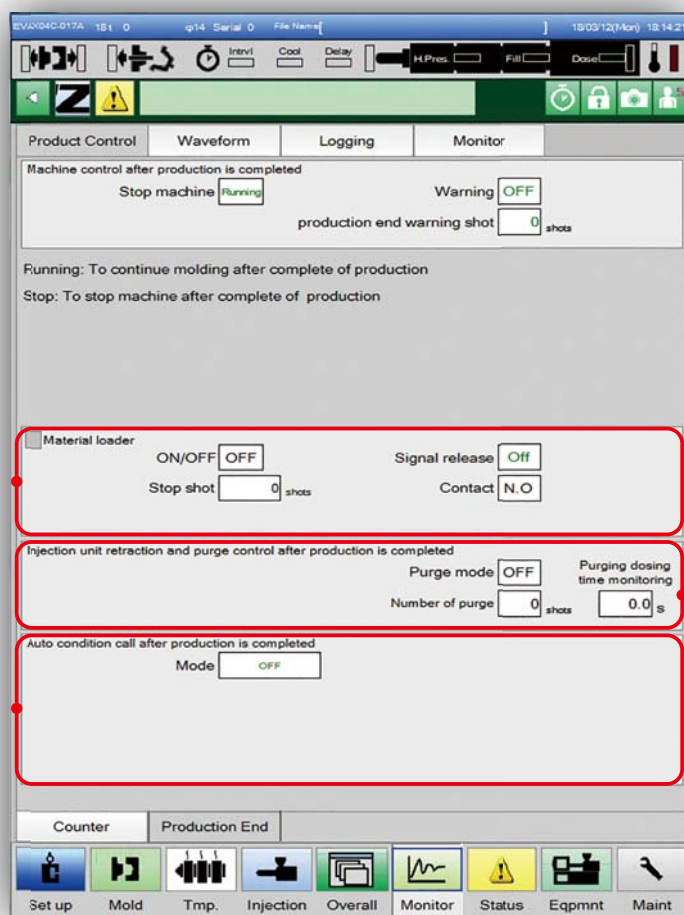 EVAX04C-017A 1St 0 φ14 Serial 0 File Name[ ] 18/03/12(Mon) 18:14:21
Intrvl Cool Delay H.Pres. Fill Dose
Z
Product Control Waveform Logging Monitor
Machine control after production is completed
Stop machine Running Warning OFF
production end warning shot 0 shots
Running: To continue molding after complete of production
Stop: To stop machine after complete of production
Material loader
ON/OFF OFF Signal release Off
Stop shot 0 shots Contact N.O
Injection unit retraction and purge control after production is completed
Purge mode OFF Purging dosing
time monitoring
Number of purge 0 shots 0.0 s
Auto condition call after production is completed
Mode OFF
Counter Production End
Set up Mold Tmp. Injection Overall Monitor Status Eqpmnt Maint